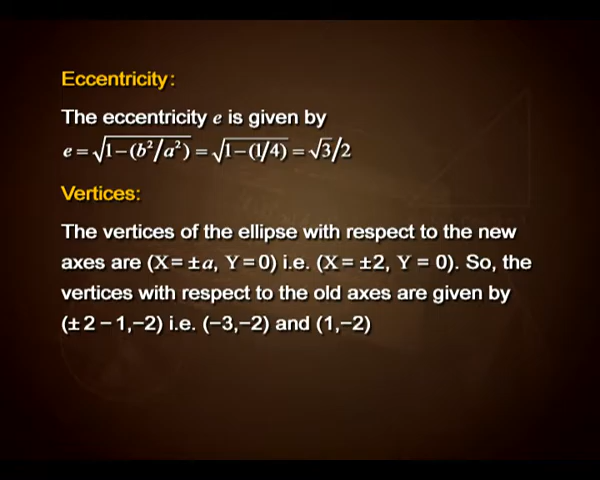 Eccentricity:
The eccentricity e is given by
e = √1−(b²/a²) = √1−(1/4) = √3/2
Vertices:
The vertices of the ellipse with respect to the new
axes are (X= ±a, Y=0) i.e. (X= ±2, Y = 0). So, the
vertices with respect to the old axes are given by
(± 2 − 1,−2) i.e. (−3,−2) and (1,−2)